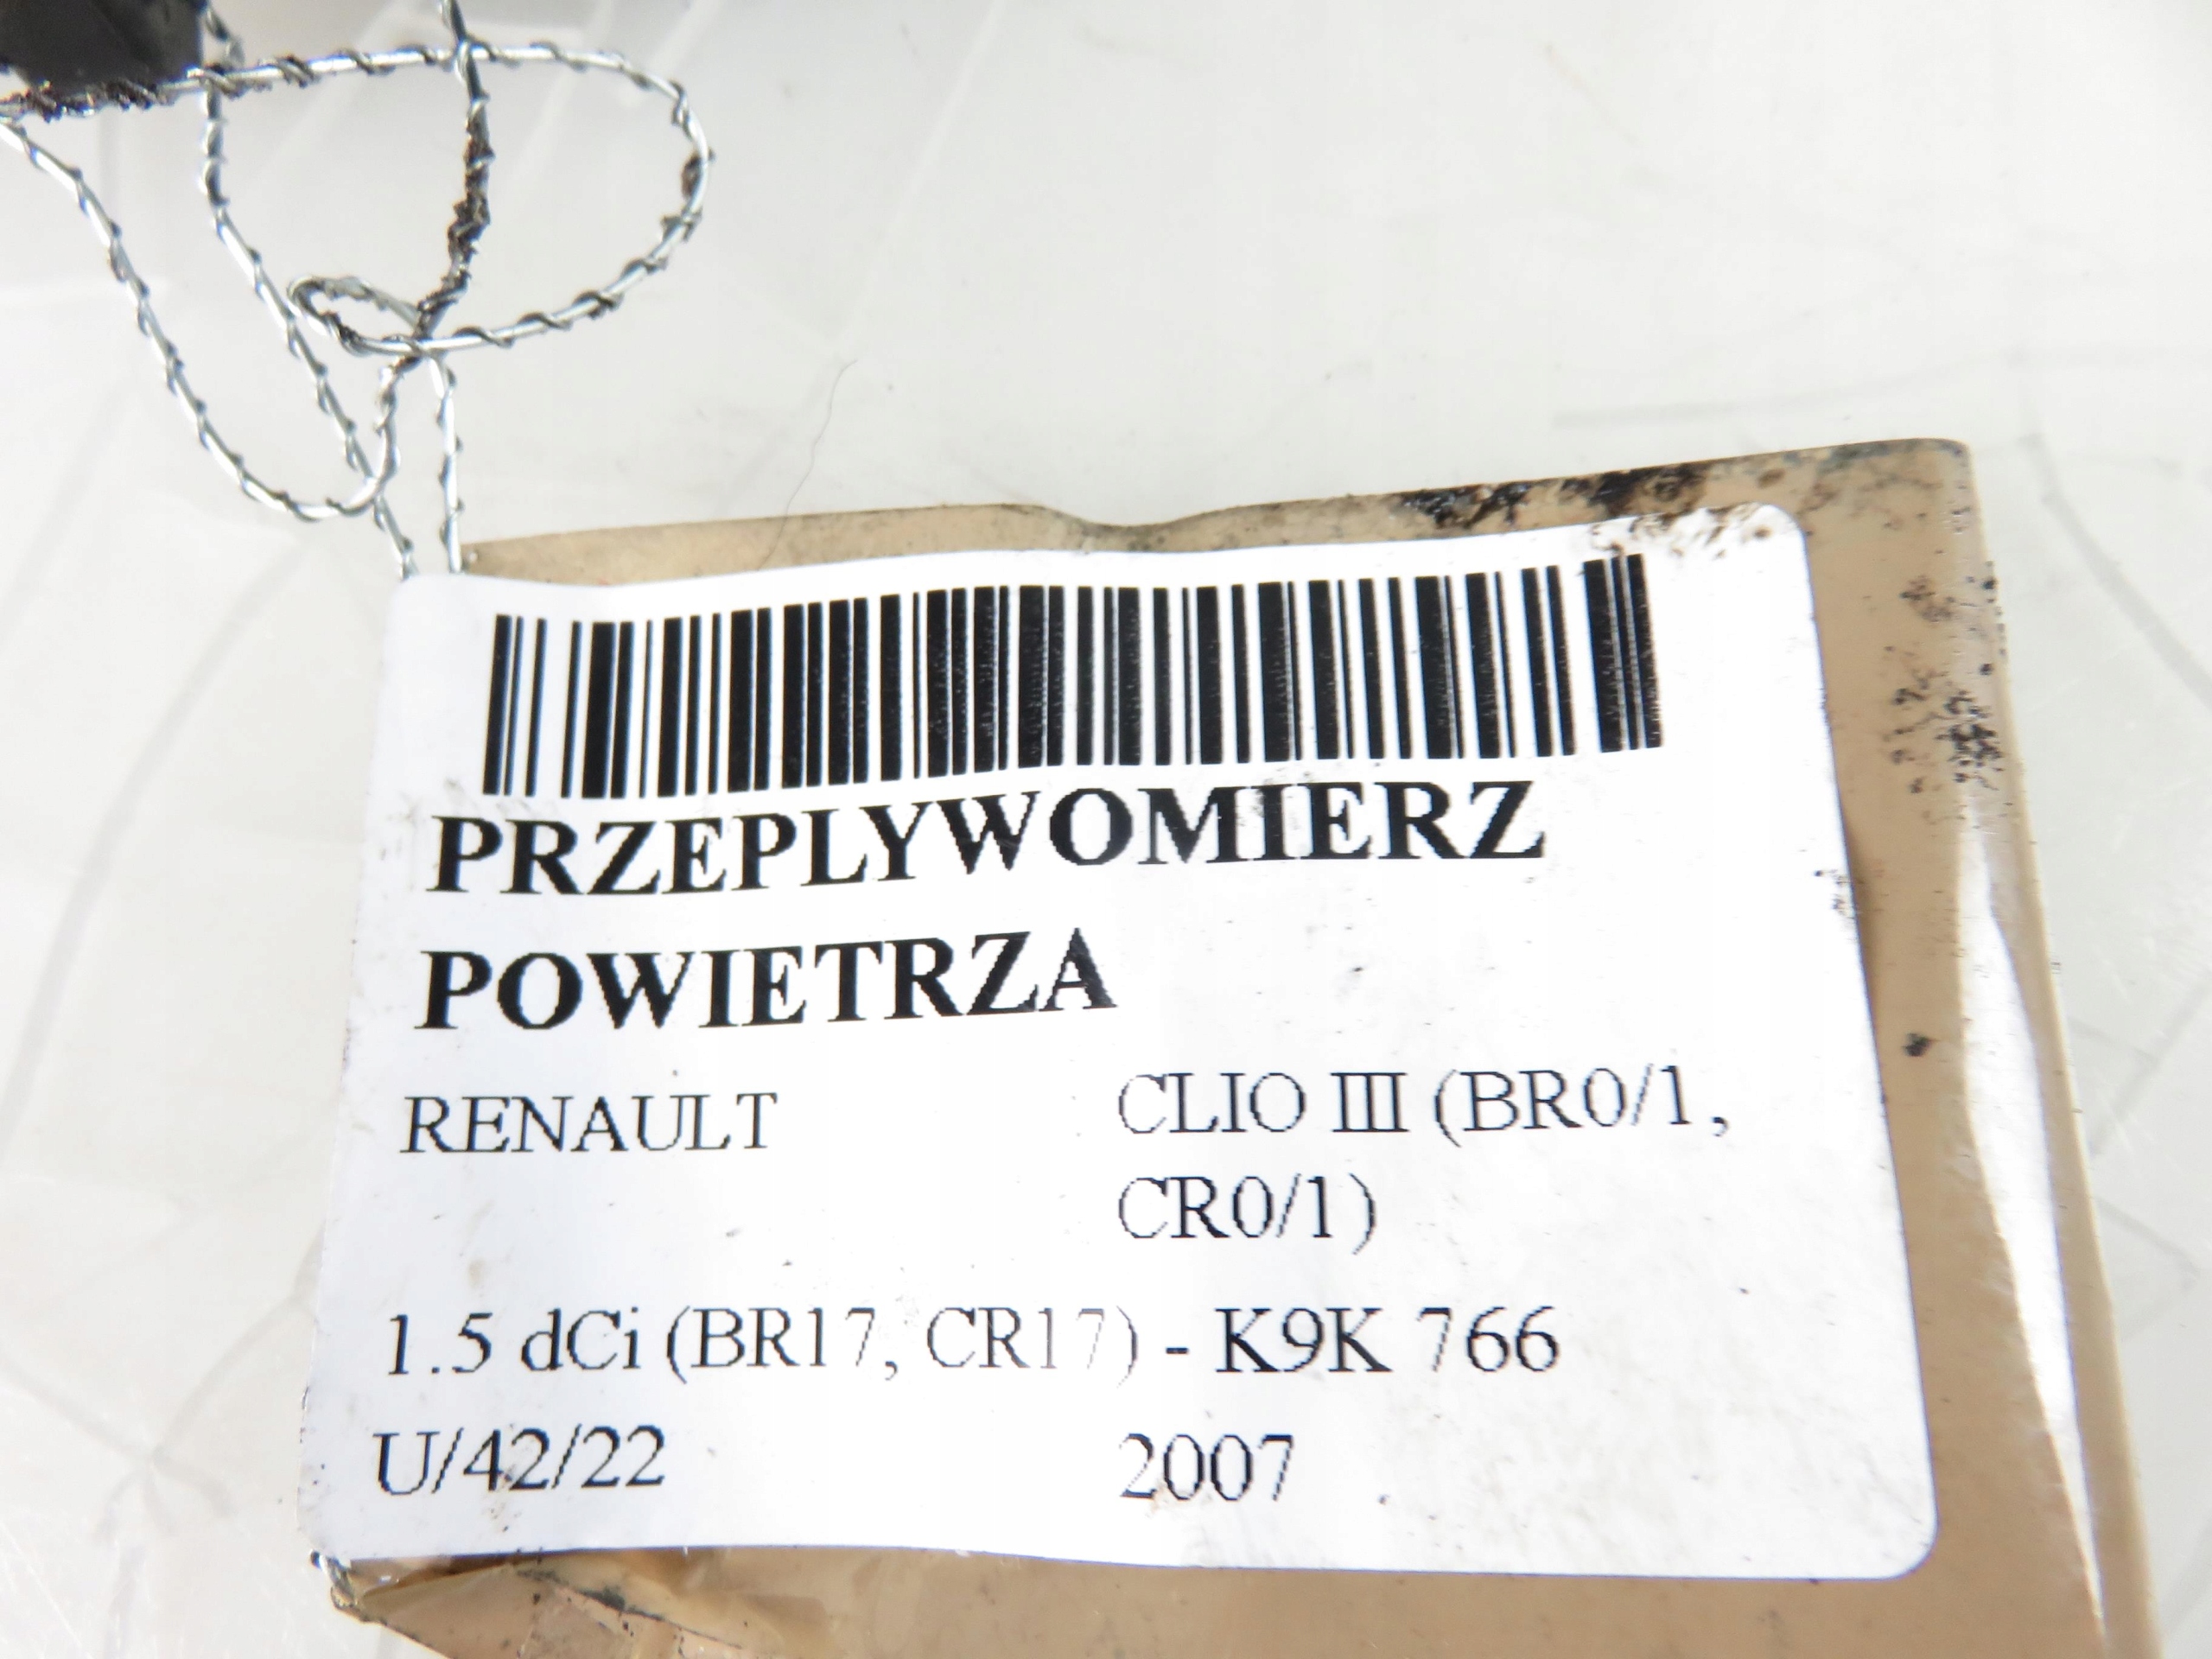 PRZEPLYWOMIERZ
POWIETRZA
RENAULT CLIO III (BR0/1,
CR0/1)
1.5 dCi (BR17, CR17) - K9K 766
U/42/22 2007